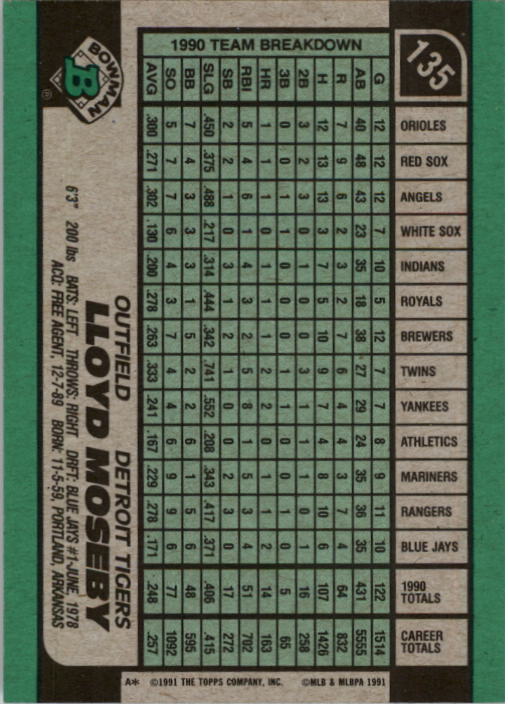 135
1990 TEAM BREAKDOWN
AVG SO BB SLG SB RBI HR 3B 2B H R AB G
.300 5 7 .450 2 5 1 0 3 12 7 40 12 ORIOLES
.271 7 4 .375 2 4 1 0 2 13 9 48 12 RED SOX
.302 7 3 .488 1 6 1 1 3 13 6 43 12 ANGELS
.130 6 3 .217 0 1 0 1 0 3 2 23 7 WHITE SOX
.200 4 3 .314 3 4 1 0 1 7 3 35 10 INDIANS
.278 3 1 .444 1 3 1 0 0 5 2 18 5 ROYALS
.263 7 5 .342 2 2 0 1 1 10 7 38 12 BREWERS
.333 4 2 .741 1 5 2 1 3 9 6 27 7 TWINS
.241 4 2 .552 0 8 2 1 1 7 4 29 7 YANKEES
.167 6 6 .208 0 1 0 0 1 4 4 24 8 ATHLETICS
.229 9 1 .343 2 3 1 0 1 8 3 35 9 MARINERS
.278 9 5 .417 3 3 1 0 10 7 36 11 RANGERS
.171 6 6 .371 0 4 2 0 1 6 4 35 10 BLUE JAYS
.248 77 48 .406 17 51 14 5 16 107 64 431 122 1990 TOTALS
.257 1092 595 .415 272 702 163 65 258 1426 832 5555 1514 CAREER TOTALS
BOWMAN
B
®
OUTFIELD DETROIT TIGERS
LLOYD MOSEBY
6'3" 200 lbs BATS: LEFT THROWS: RIGHT DRFT: BLUE JAYS #1-JUNE, 1978
ACQ: FREE AGENT, 12-7-89 BORN: 11-5-59, PORTLAND, ARKANSAS
A* ©1991 THE TOPPS COMPANY, INC. ©MLB & MLBPA 1991